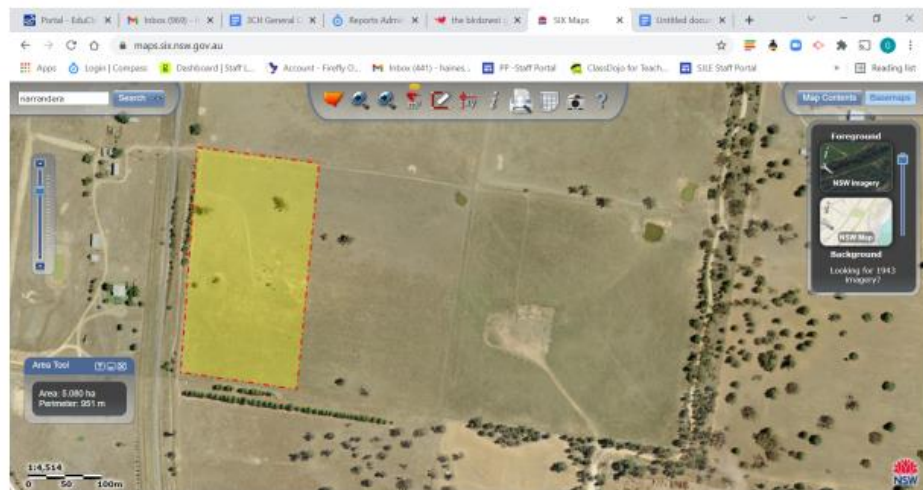 Portal - EduCl
Inbox (969) - h
3CH General C
Reports Admin
the birdsnest s
SIX Maps
Untitled docum
maps.six.nsw.gov.au
Apps
Login | Compass
Dashboard | Staff L...
Account - Firefly O...
Inbox (441) - haines...
PP -Staff Portal
ClassDojo for Teach...
SILE Staff Portal
Reading list
narrandera
Search
Map Contents
Basemaps
Foreground
NSW Imagery
NSW Map
Background
Looking for 1943
imagery?
Area Tool
Area: 5.080 ha
Perimeter: 951 m
1:4,514
0 50 100m
NSW